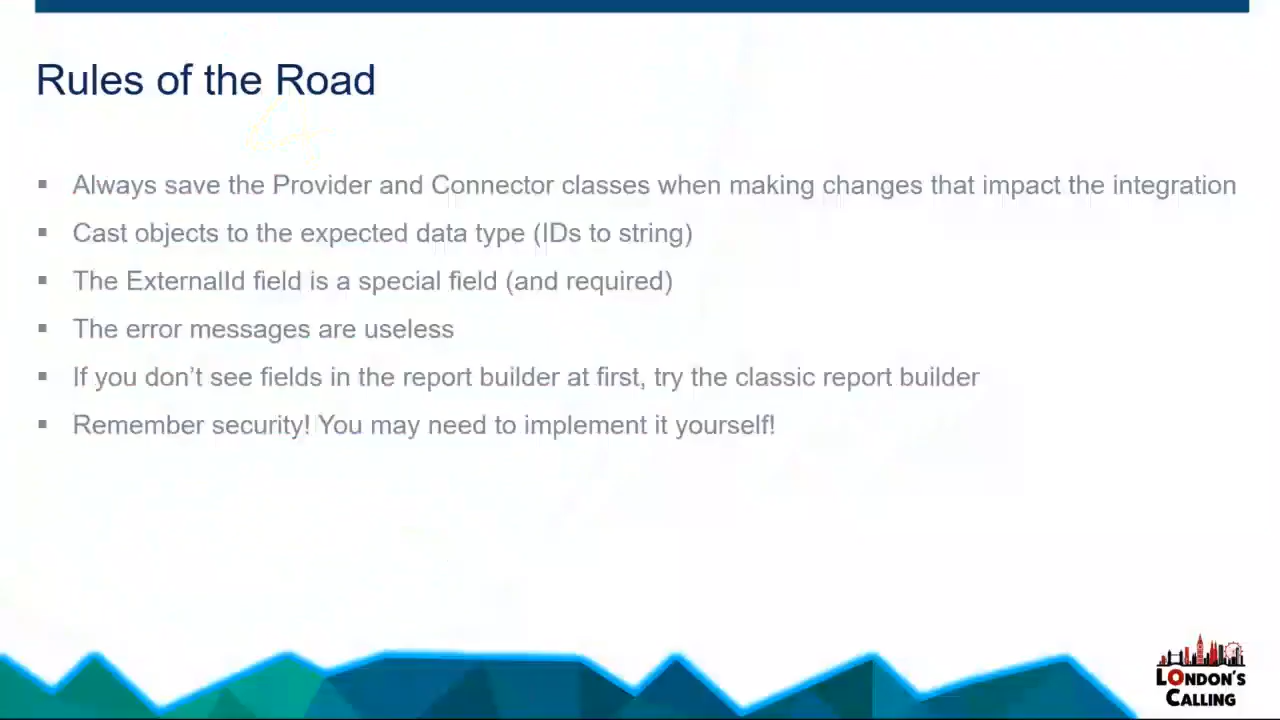 Rules of the Road
▪ Always save the Provider and Connector classes when making changes that impact the integration
▪ Cast objects to the expected data type (IDs to string)
▪ The ExternalId field is a special field (and required)
▪ The error messages are useless
▪ If you don’t see fields in the report builder at first, try the classic report builder
▪ Remember security! You may need to implement it yourself!
LONDON'S
CALLING